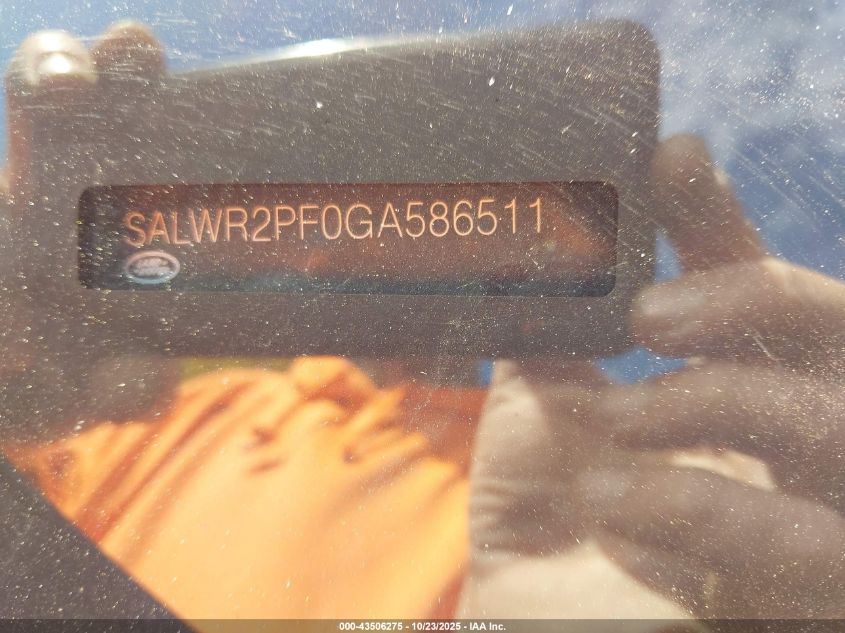 SALWR2PF0GA586511
000-43506275 - 10/23/2025 - IAA Inc.